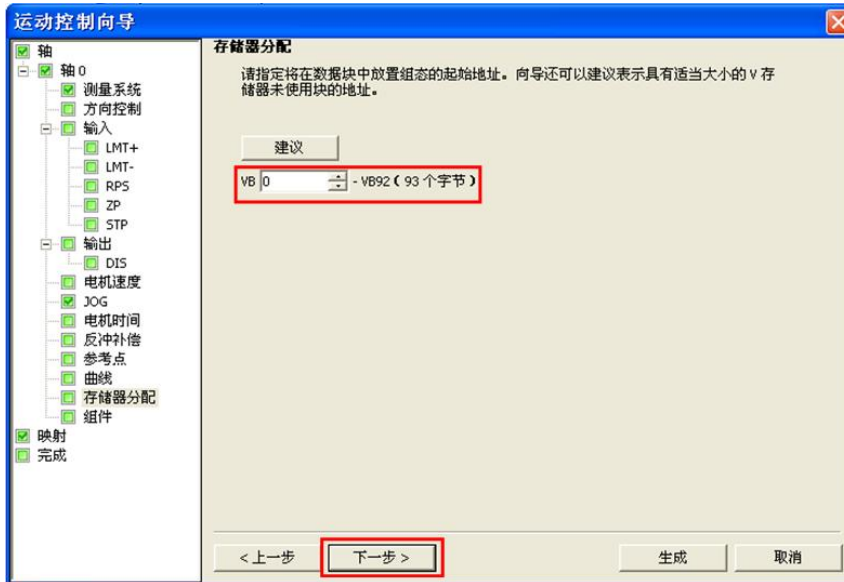 运动控制向导
轴
轴 0
测量系统
方向控制
输入
LMT+
LMT-
RPS
ZP
STP
输出
DIS
电机速度
JOG
电机时间
反冲补偿
参考点
曲线
存储器分配
组件
映射
完成
存储器分配
请指定将在数据块中放置组态的起始地址。向导还可以建议表示具有适当大小的 V 存
储器未使用块的地址。
建议
VB 0 - VB92 ( 93 个字节 )
< 上一步
下一步 >
生成
取消